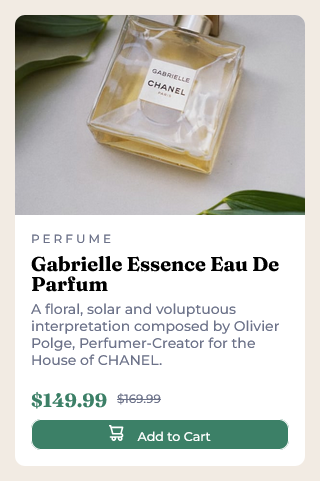 GABRIELLE
CHANEL
PARIS
PERFUME
Gabrielle Essence Eau De
Parfum
A floral, solar and voluptuous
interpretation composed by Olivier
Polge, Perfumer-Creator for the
House of CHANEL.
$149.99 $169.99
Add to Cart